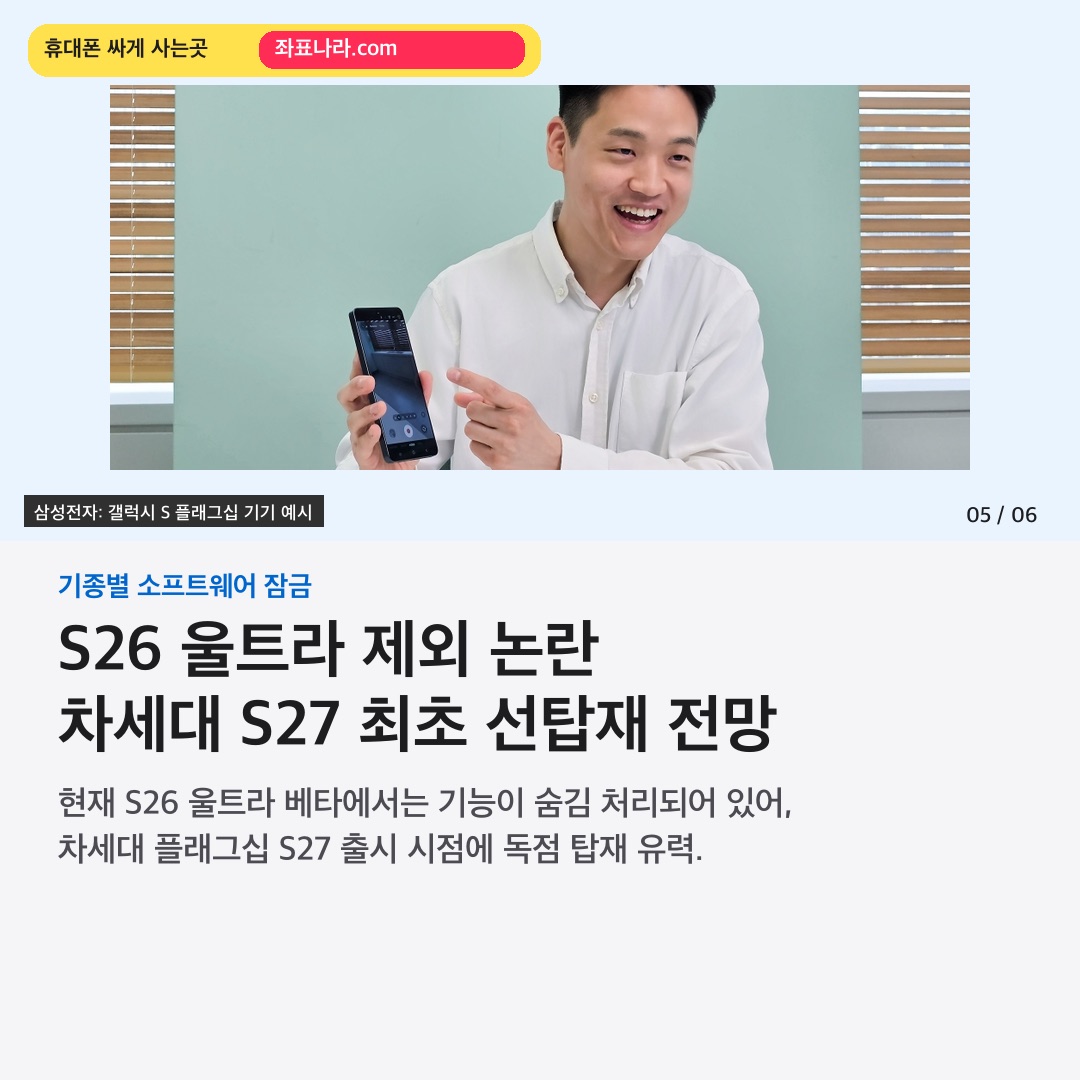 휴대폰 싸게 사는곳 좌표나라.com
삼성전자: 갤럭시 S 플래그십 기기 예시
05 / 06
기종별 소프트웨어 잠금
S26 울트라 제외 논란
차세대 S27 최초 선탑재 전망
현재 S26 울트라 베타에서는 기능이 숨김 처리되어 있어,
차세대 플래그십 S27 출시 시점에 독점 탑재 유력.